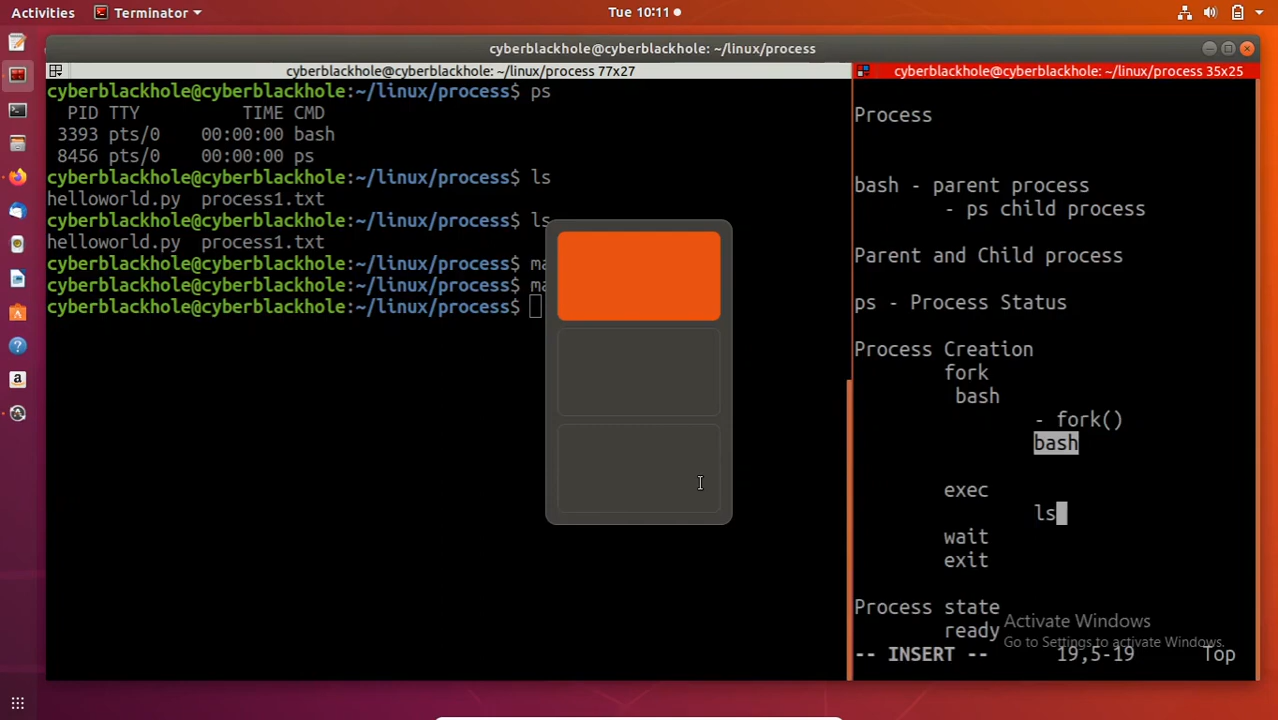 Activities Terminator Tue 10:11
cyberblackhole@cyberblackhole: ~/linux/process
cyberblackhole@cyberblackhole: ~/linux/process 77x27
cyberblackhole@cyberblackhole:~/linux/process$ ps
PID TTY TIME CMD
3393 pts/0 00:00:00 bash
8456 pts/0 00:00:00 ps
cyberblackhole@cyberblackhole:~/linux/process$ ls
helloworld.py process1.txt
cyberblackhole@cyberblackhole:~/linux/process$ ls
helloworld.py process1.txt
cyberblackhole@cyberblackhole:~/linux/process$ ma
cyberblackhole@cyberblackhole:~/linux/process$ ma
cyberblackhole@cyberblackhole:~/linux/process$
cyberblackhole@cyberblackhole: ~/linux/process 35x25
Process
bash - parent process
- ps child process
Parent and Child process
ps - Process Status
Process Creation
fork
bash
- fork()
bash
exec
ls
wait
exit
Process state
ready
Activate Windows
Go to Settings to activate Windows.
-- INSERT -- 19,5-19 Top